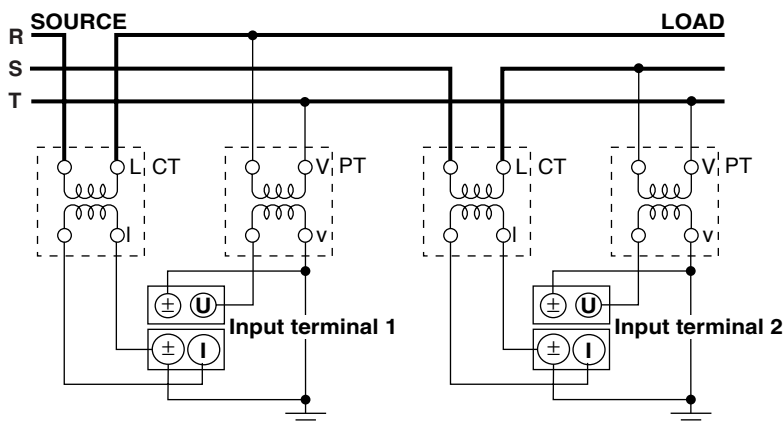 SOURCE LOAD
R
S
T
L CT V PT L CT V PT
l v l v
± U ± U
Input terminal 1 Input terminal 2
± I ± I